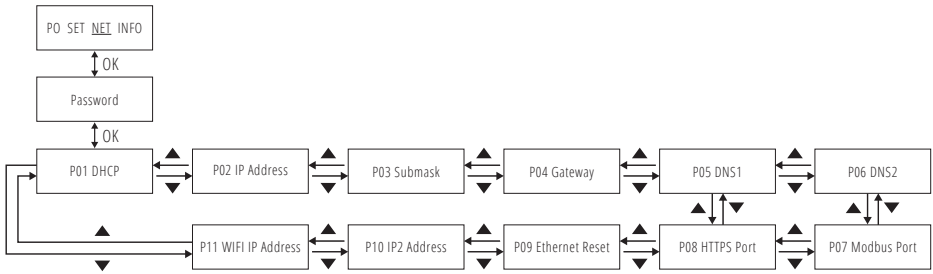 PO SET NET INFO
OK
Password
OK
P01 DHCP
P02 IP Address
P03 Submask
P04 Gateway
P05 DNS1
P06 DNS2
P11 WIFI IP Address
P10 IP2 Address
P09 Ethernet Reset
P08 HTTPS Port
P07 Modbus Port